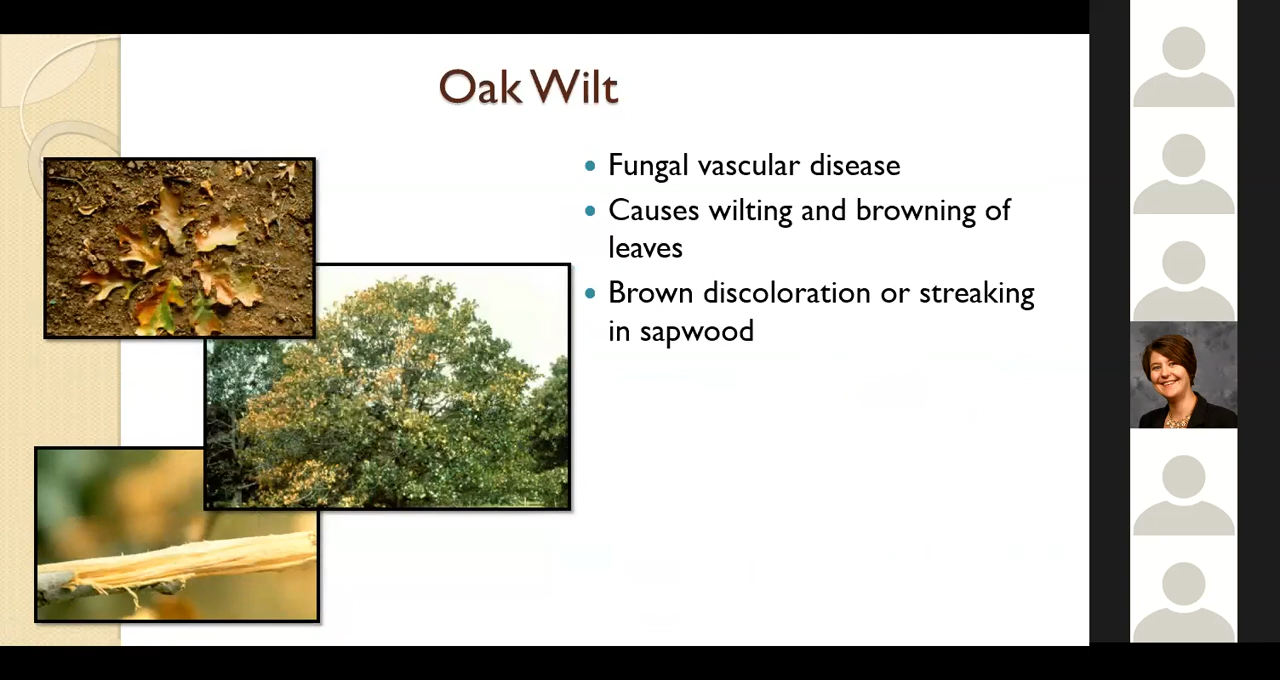 Oak Wilt
Fungal vascular disease
Causes wilting and browning of
leaves
Brown discoloration or streaking
in sapwood